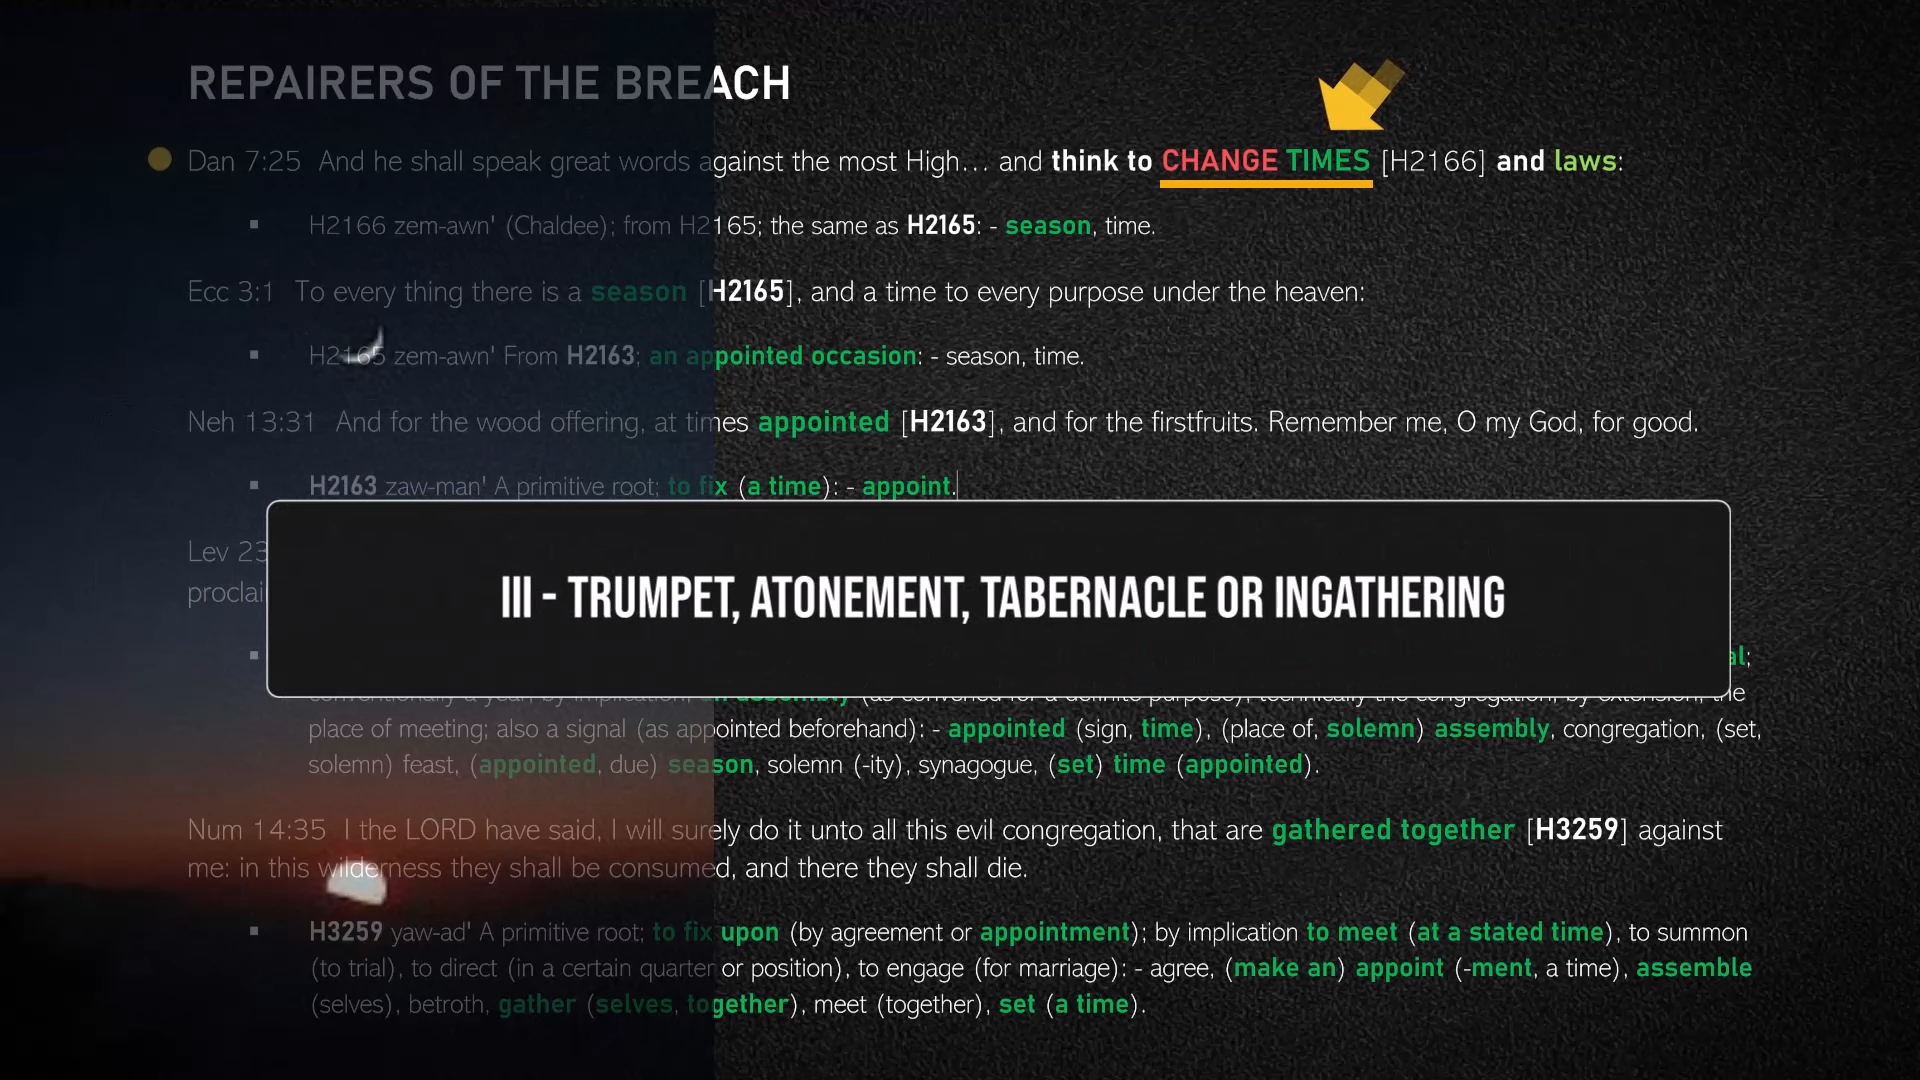 REPAIRERS OF THE BREACH
Dan 7:25 And he shall speak great words against the most High... and think to CHANGE TIMES [H2166] and laws:
▪ H2166 zem-awn' (Chaldee); from H2165; the same as H2165: - season, time.
Ecc 3:1 To every thing there is a season [H2165], and a time to every purpose under the heaven:
▪ H2165 zem-awn' From H2163; an appointed occasion: - season, time.
Neh 13:31 And for the wood offering, at times appointed [H2163], and for the firstfruits. Remember me, O my God, for good.
▪ H2163 zaw-man' A primitive root; to fix (a time): - appoint.
Lev 23
III - TRUMPET, ATONEMENT, TABERNACLE OR INGATHERING
place of meeting; also a signal (as appointed beforehand): - appointed (sign, time), (place of, solemn) assembly, congregation, (set,
solemn) feast, (appointed, due) season, solemn (-ity), synagogue, (set) time (appointed).
Num 14:35 I the LORD have said, I will surely do it unto all this evil congregation, that are gathered together [H3259] against
me: in this wilderness they shall be consumed, and there they shall die.
▪ H3259 yaw-ad' A primitive root; to fix upon (by agreement or appointment); by implication to meet (at a stated time), to summon
(to trial), to direct (in a certain quarter or position), to engage (for marriage): - agree, (make an) appoint (-ment, a time), assemble
(selves), betroth, gather (selves, together), meet (together), set (a time).